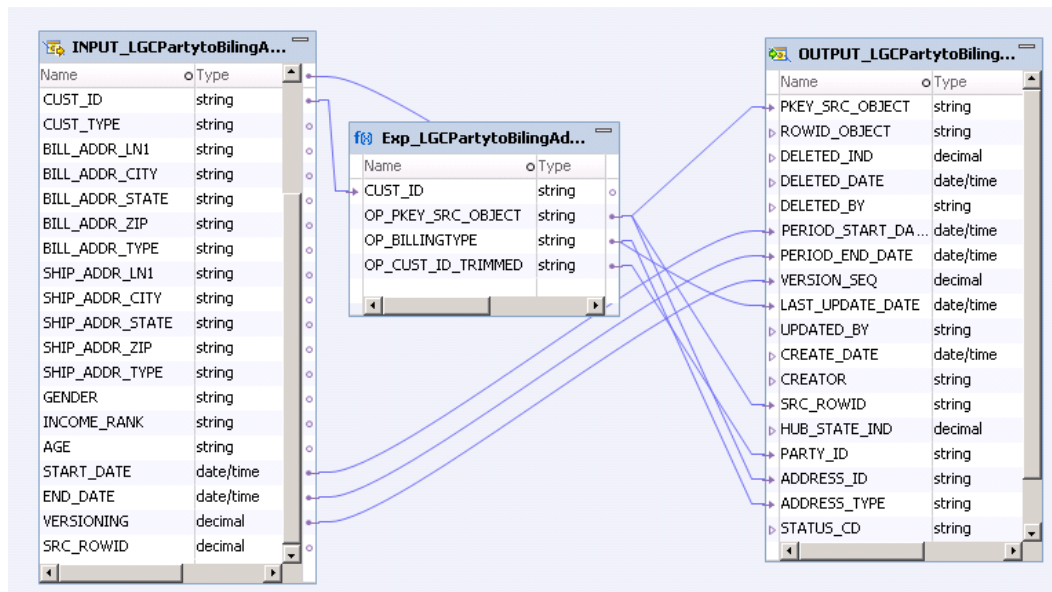 INPUT_LGCPartytoBilingA...
Name Type
CUST_ID string
CUST_TYPE string
BILL_ADDR_LN1 string
BILL_ADDR_CITY string
BILL_ADDR_STATE string
BILL_ADDR_ZIP string
BILL_ADDR_TYPE string
SHIP_ADDR_LN1 string
SHIP_ADDR_CITY string
SHIP_ADDR_STATE string
SHIP_ADDR_ZIP string
SHIP_ADDR_TYPE string
GENDER string
INCOME_RANK string
AGE string
START_DATE date/time
END_DATE date/time
VERSIONING decimal
SRC_ROWID decimal
f(x) Exp_LGCPartytoBilingAd...
Name Type
CUST_ID string
OP_PKEY_SRC_OBJECT string
OP_BILLINGTYPE string
OP_CUST_ID_TRIMMED string
OUTPUT_LGCPartytoBiling...
Name Type
PKEY_SRC_OBJECT string
ROWID_OBJECT string
DELETED_IND decimal
DELETED_DATE date/time
DELETED_BY string
PERIOD_START_DA... date/time
PERIOD_END_DATE date/time
VERSION_SEQ decimal
LAST_UPDATE_DATE date/time
UPDATED_BY string
CREATE_DATE date/time
CREATOR string
SRC_ROWID string
HUB_STATE_IND decimal
PARTY_ID string
ADDRESS_ID string
ADDRESS_TYPE string
STATUS_CD string